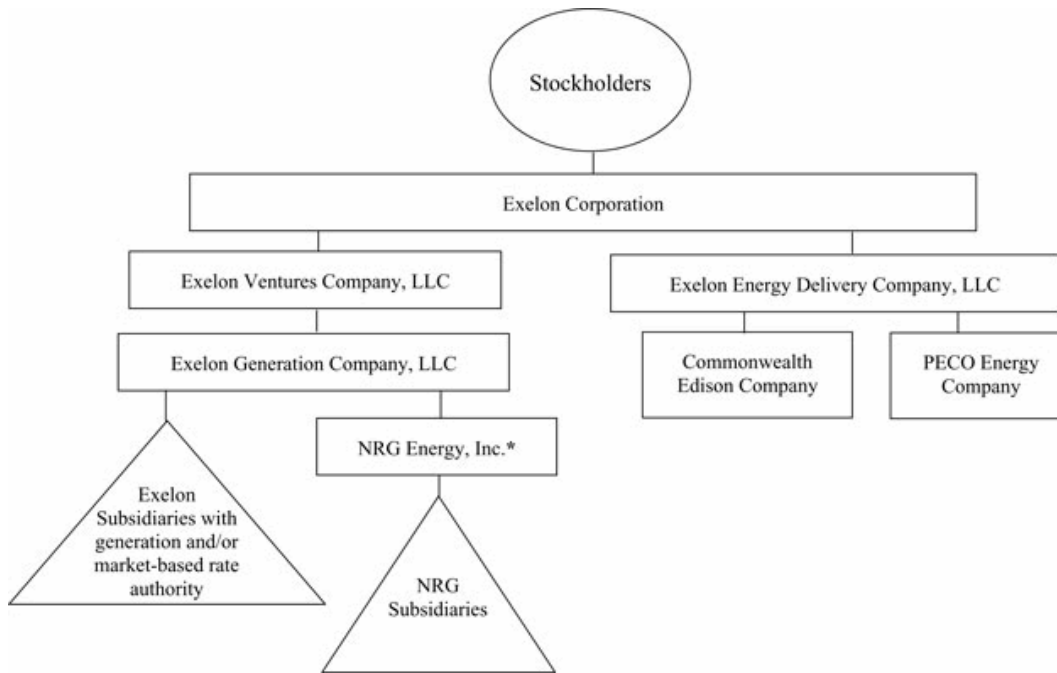 Stockholders
Exelon Corporation
Exelon Ventures Company, LLC
Exelon Energy Delivery Company, LLC
Exelon Generation Company, LLC
Commonwealth
Edison Company
PECO Energy
Company
NRG Energy, Inc.*
Exelon
Subsidiaries with
generation and/or
market-based rate
authority
NRG
Subsidiaries